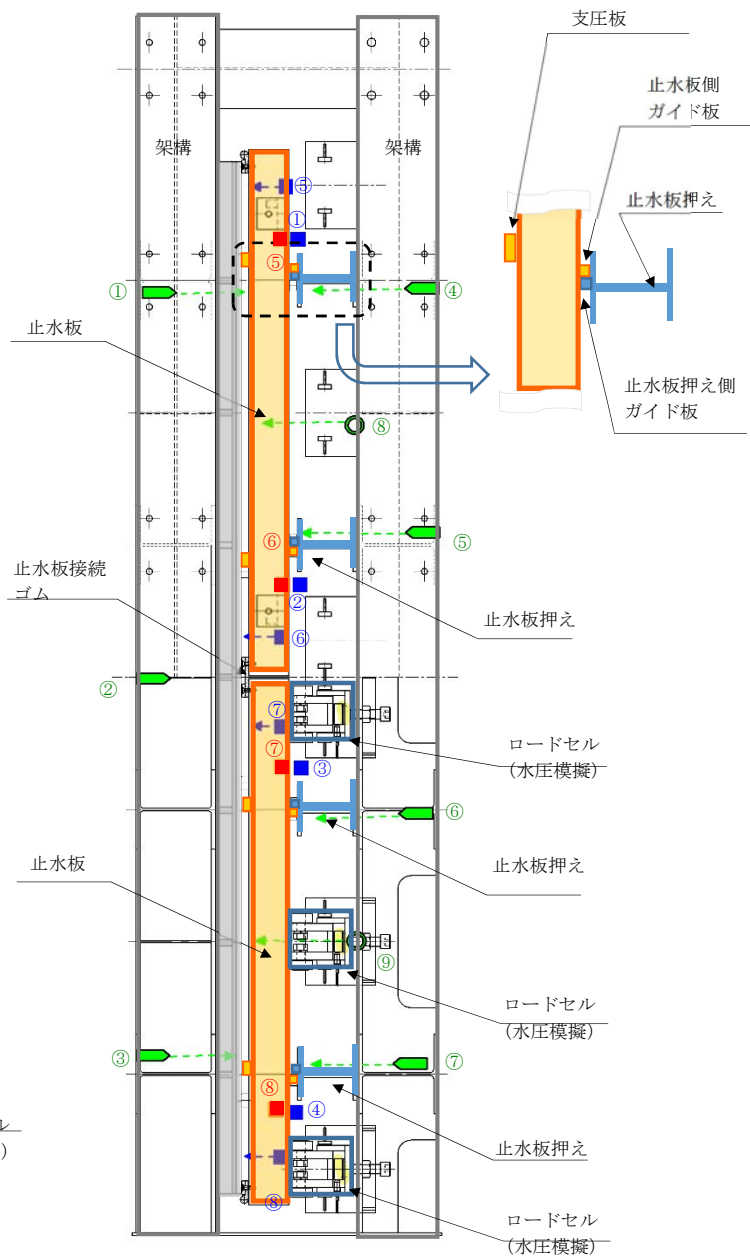 支圧板
止水板側
ガイド板
架構
架構
止水板押え
⑤
①
⑤
①
④
止水板
止水板押え側
ガイド板
⑧
⑥
⑤
止水板接続
ゴム
②
止水板押え
⑥
②
⑦
⑦
ロードセル
(水圧模擬)
③
⑥
止水板
止水板押え
⑨
ロードセル
(水圧模擬)
③
⑦
⑧
④
ル
)
止水板押え
⑧
ロードセル
(水圧模擬)